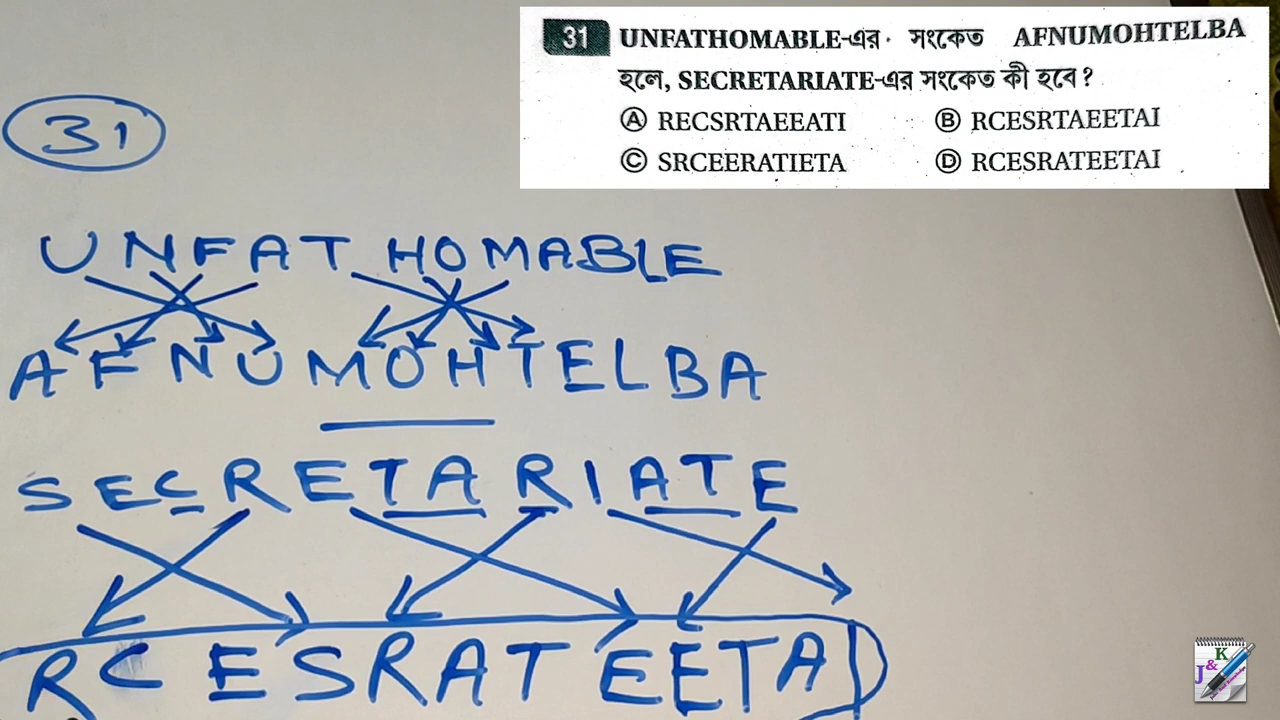 31 UNFATHOMABLE-এর সংকেত AFNUMOHTELBA
হলে, SECRETARIATE-এর সংকেত কী হবে?
Ⓐ RECSRTAEEATI Ⓑ RCESRTAEETAI
Ⓒ SRCEERATIETA Ⓓ RCESRATEETAI
31
UNFATHOMABLE
AFNUMOHTELBA
SECRETARIATE
RCESRATEETAI
J&K